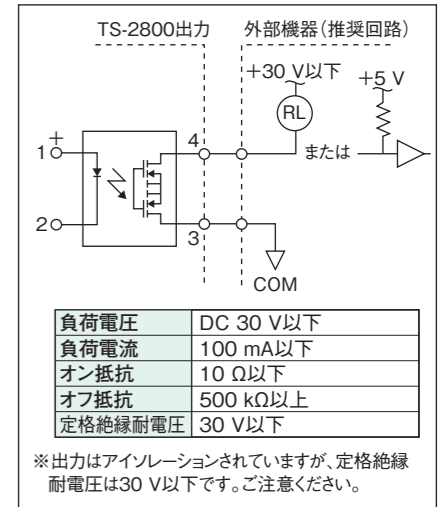 TS-2800出力 外部機器(推奨回路)
+30 V以下
+5 V
RL
または
+
1
2
4
3
COM
負荷電圧 DC 30 V以下
負荷電流 100 mA以下
オン抵抗 10 Ω以下
オフ抵抗 500 kΩ以上
定格絶縁耐電圧 30 V以下
※出力はアイソレーションされていますが、定格絶縁
耐電圧は30 V以下です。ご注意ください。